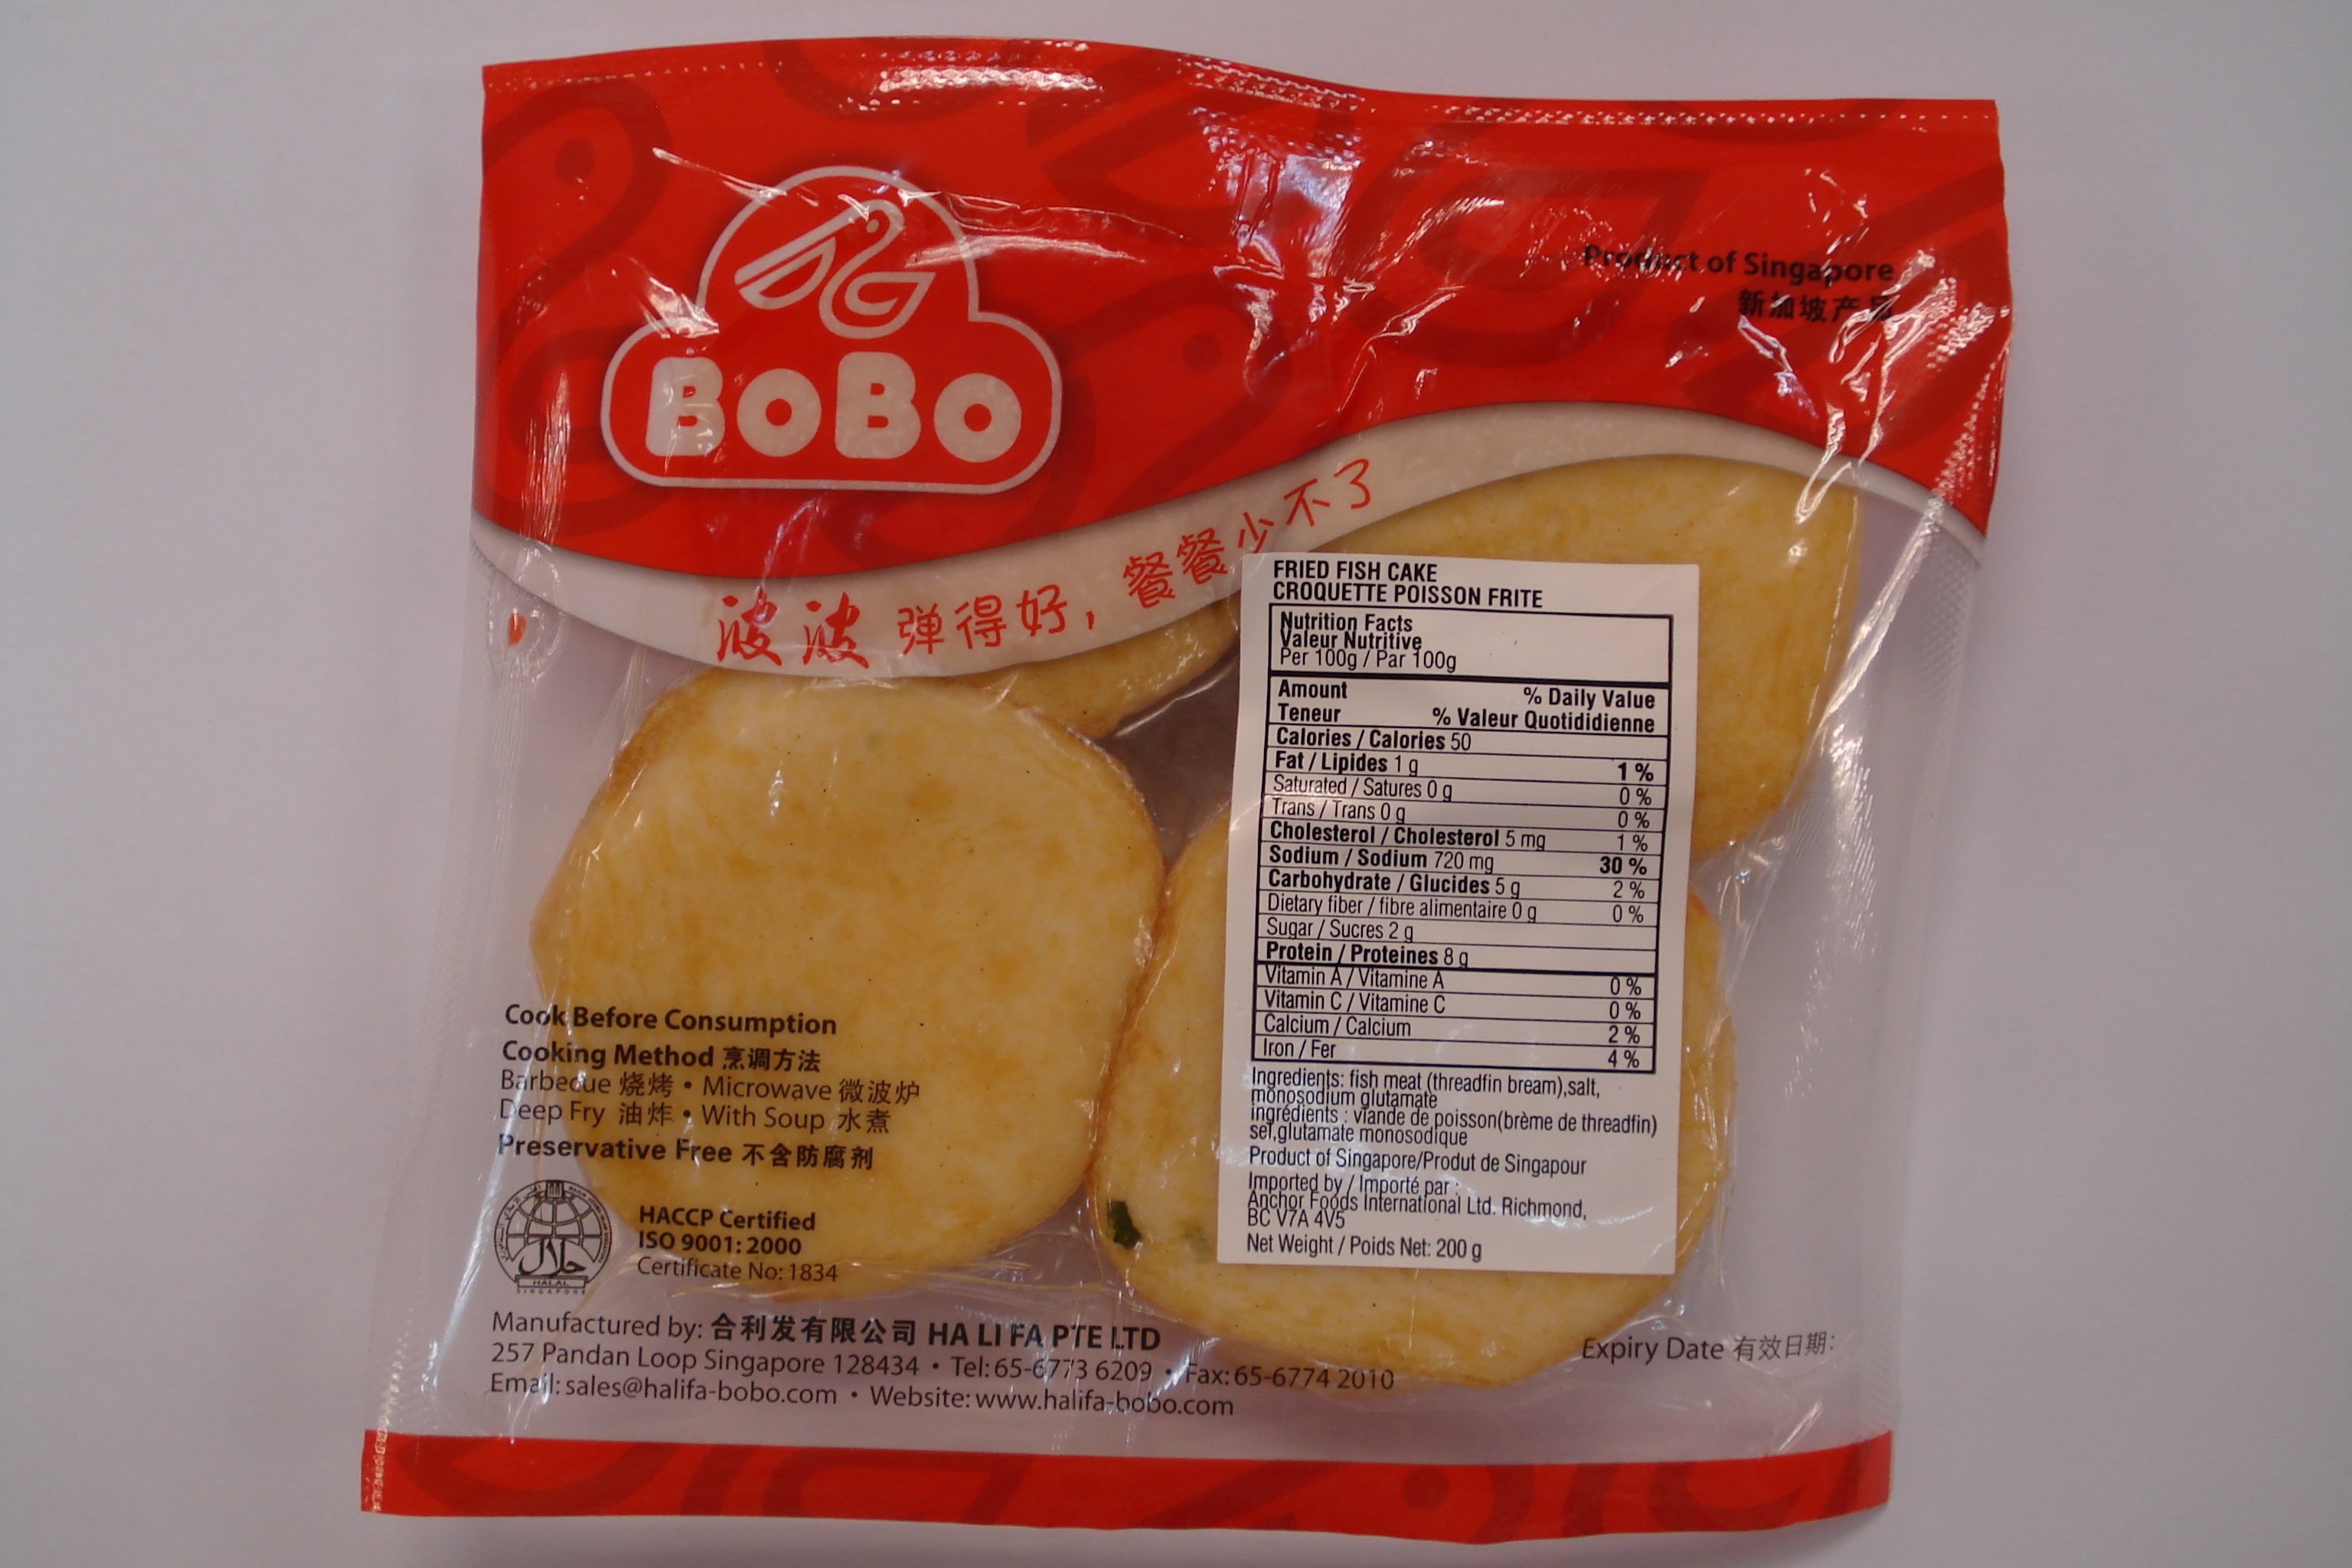 BOBO
Product of Singapore
新加坡产品
波波 弹得好, 餐餐少不了
FRIED FISH CAKE
CROQUETTE POISSON FRITE
Nutrition Facts
Valeur Nutritive
Per 100g / Par 100g
Amount % Daily Value
Teneur % Valeur Quotididienne
Calories / Calories 50
Fat / Lipides 1 g 1 %
Saturated / Satures 0 g 0 %
Trans / Trans 0 g 0 %
Cholesterol / Cholesterol 5 mg 1 %
Sodium / Sodium 720 mg 30 %
Carbohydrate / Glucides 5 g 2 %
Dietary fiber / fibre alimentaire 0 g 0 %
Sugar / Sucres 2 g
Protein / Proteines 8 g
Vitamin A / Vitamine A 0 %
Vitamin C / Vitamine C 0 %
Calcium / Calcium 2 %
Iron / Fer 4 %
Ingredients: fish meat (threadfin bream),salt,
monosodium glutamate
ingrédients : viande de poisson(brème de threadfin)
sel,glutamate monosodique
Product of Singapore/Produt de Singapour
Imported by / Importé par :
Anchor Foods International Ltd. Richmond,
BC V7A 4V5
Net Weight / Poids Net: 200 g
Cook Before Consumption
Cooking Method 烹调方法
Barbecue 烧烤 • Microwave 微波炉
Deep Fry 油炸 • With Soup 水煮
Preservative Free 不含防腐剂
حلال
HALAL
SINGAPORE
HACCP Certified
ISO 9001: 2000
Certificate No: 1834
Manufactured by: 合利发有限公司 HA LI FA PTE LTD
257 Pandan Loop Singapore 128434 • Tel: 65-6773 6209 • Fax: 65-6774 2010
Email: sales@halifa-bobo.com • Website: www.halifa-bobo.com
Expiry Date 有效日期: